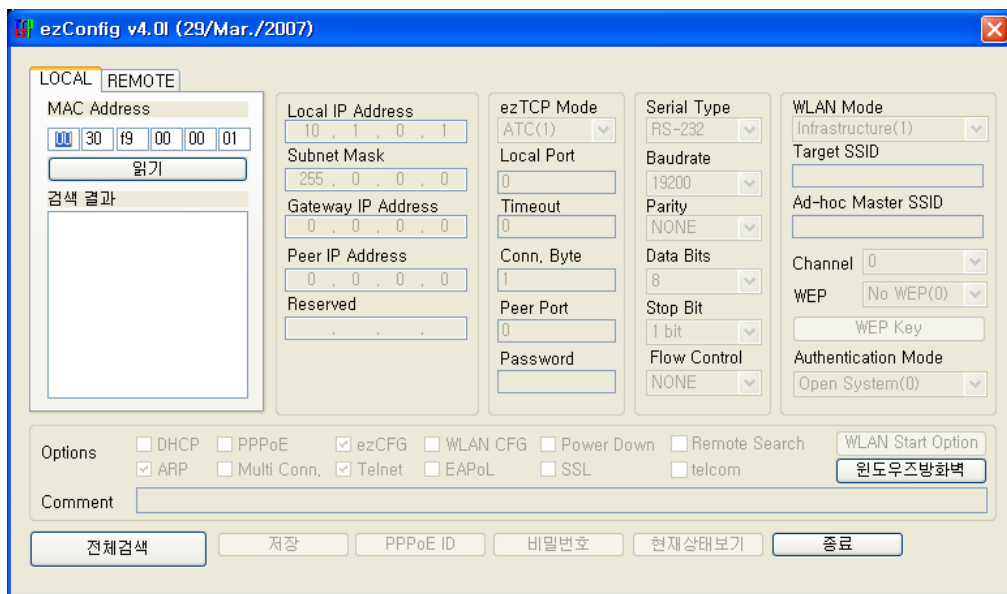 ezConfig v4.0I (29/Mar./2007)
LOCAL REMOTE
MAC Address
00 30 f9 00 00 01
읽기
검색 결과
Local IP Address
10 . 1 . 0 . 1
Subnet Mask
255 . 0 . 0 . 0
Gateway IP Address
0 . 0 . 0 . 0
Peer IP Address
0 . 0 . 0 . 0
Reserved
. . .
ezTCP Mode
ATC(1)
Local Port
0
Timeout
0
Conn. Byte
1
Peer Port
0
Password
Serial Type
RS-232
Baudrate
19200
Parity
NONE
Data Bits
8
Stop Bit
1 bit
Flow Control
NONE
WLAN Mode
Infrastructure(1)
Target SSID
Ad-hoc Master SSID
Channel 0
WEP No WEP(0)
WEP Key
Authentication Mode
Open System(0)
Options
DHCP PPPoE ezCFG WLAN CFG Power Down Remote Search WLAN Start Option
ARP Multi Conn. Telnet EAPoL SSL telcom 윈도우즈방화벽
Comment
전체검색 저장 PPPoE ID 비밀번호 현재상태보기 종료